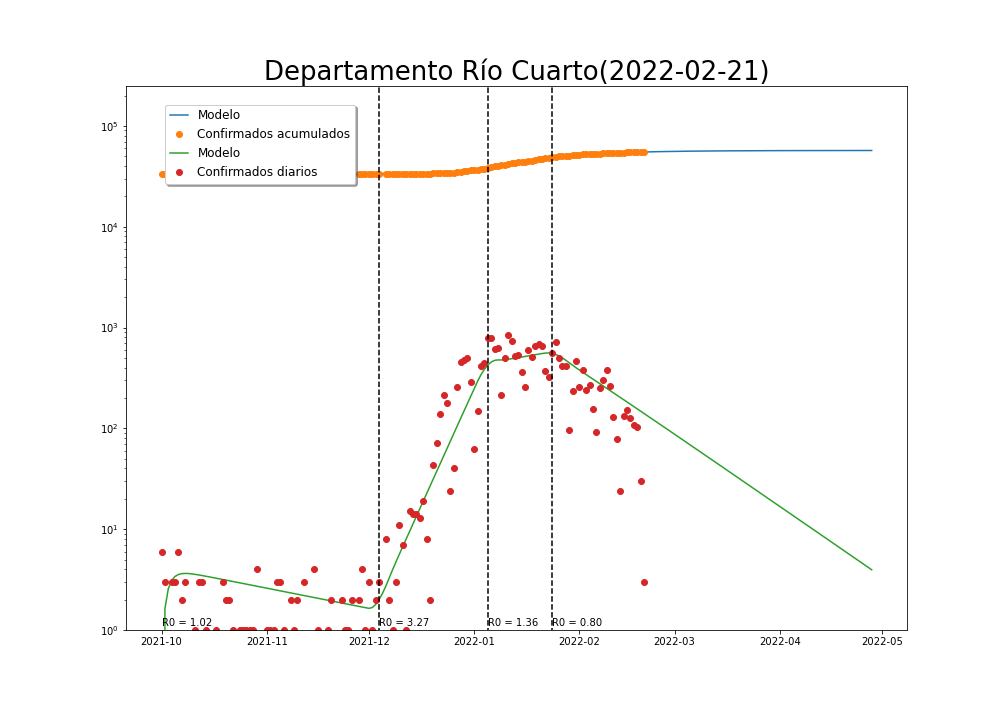 Departamento Río Cuarto(2022-02-21)
Modelo
Confirmados acumulados
Modelo
Confirmados diarios
10⁵
10⁴
10³
10²
10¹
10⁰
R0 = 1.02 R0 = 3.27 R0 = 1.36 R0 = 0.80
2021-10 2021-11 2021-12 2022-01 2022-02 2022-03 2022-04 2022-05